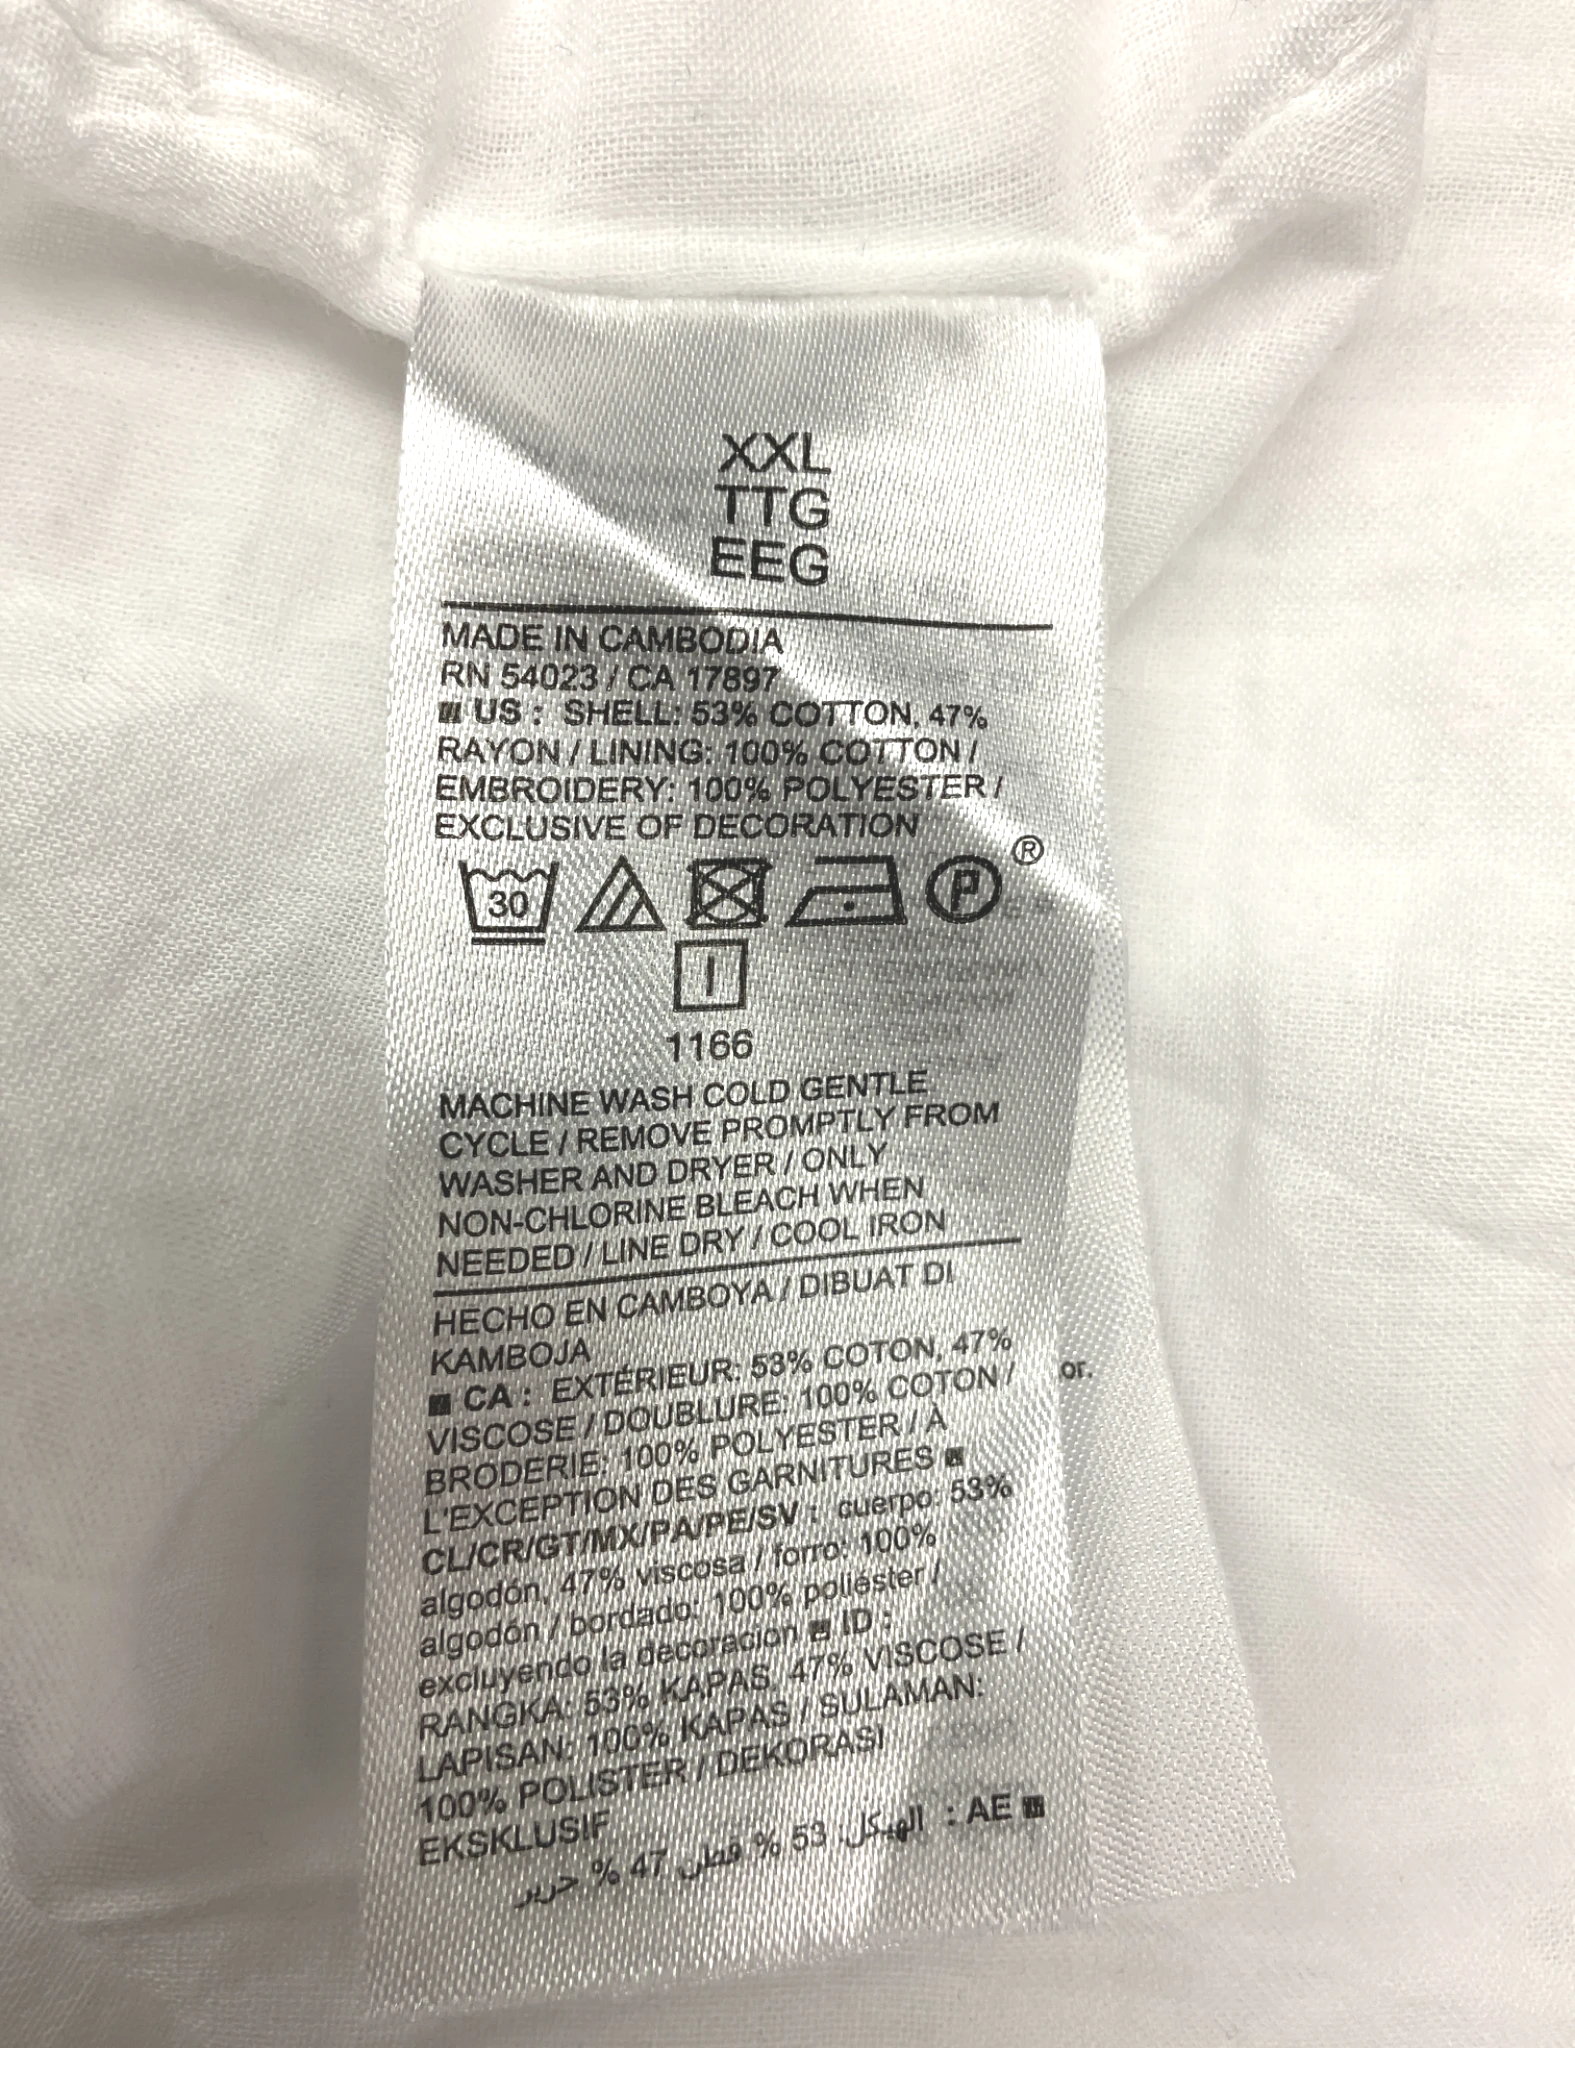 XXL
TTG
EEG
MADE IN CAMBODIA
RN 54023 / CA 17897
US : SHELL: 53% COTTON, 47%
RAYON / LINING: 100% COTTON /
EMBROIDERY: 100% POLYESTER /
EXCLUSIVE OF DECORATION
30 P ®
I
1166
MACHINE WASH COLD GENTLE
CYCLE / REMOVE PROMPTLY FROM
WASHER AND DRYER / ONLY
NON-CHLORINE BLEACH WHEN
NEEDED / LINE DRY / COOL IRON
HECHO EN CAMBOYA / DIBUAT DI
KAMBOJA
CA : EXTÉRIEUR: 53% COTON, 47%
VISCOSE / DOUBLURE: 100% COTON /
BRODERIE: 100% POLYESTER / À
L'EXCEPTION DES GARNITURES
CL/CR/GT/MX/PA/PE/SV : cuerpo: 53%
algodón, 47% viscosa / forro: 100%
algodón / bordado: 100% poliéster /
excluyendo la decoracion ID :
RANGKA: 53% KAPAS, 47% VISCOSE /
LAPISAN: 100% KAPAS / SULAMAN:
100% POLISTER / DEKORASI
EKSKLUSIF
AE : الهيكل: 53 % قطن 47 % حرير
or.